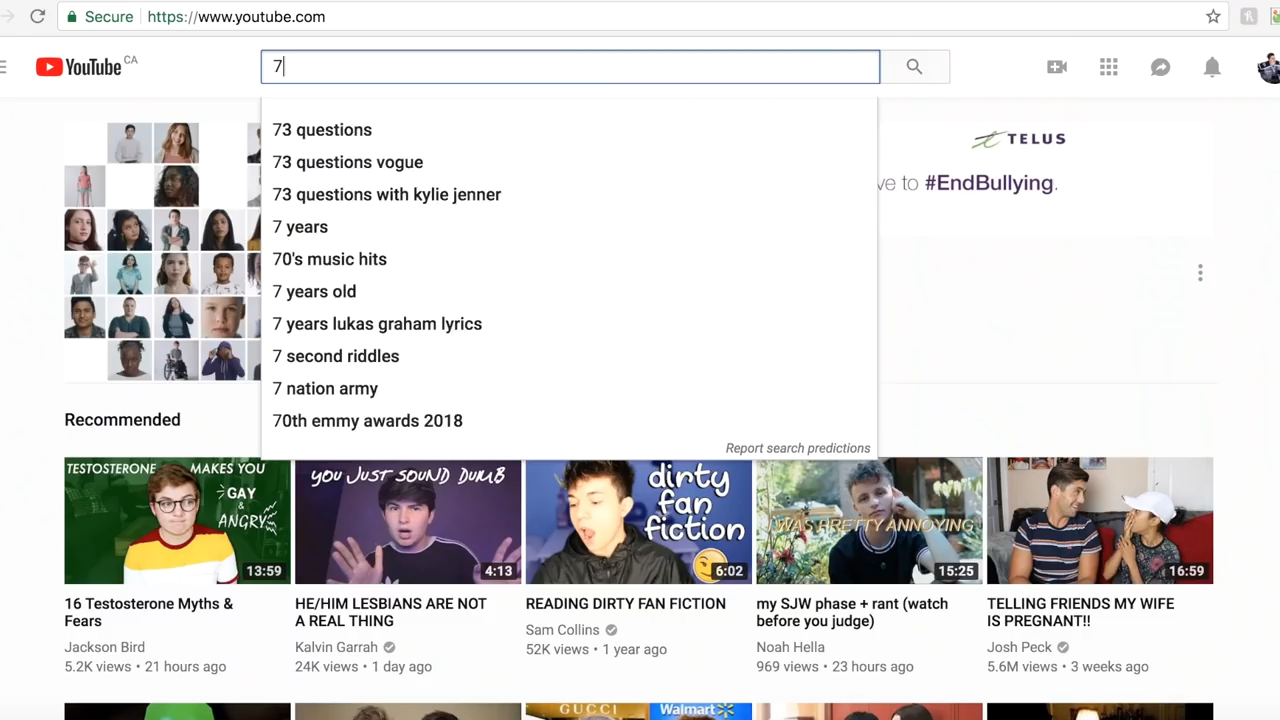 Secure https://www.youtube.com
YouTube CA
7
73 questions
73 questions vogue
73 questions with kylie jenner
7 years
70's music hits
7 years old
7 years lukas graham lyrics
7 second riddles
7 nation army
70th emmy awards 2018
Report search predictions
TELUS
ve to #EndBullying.
Recommended
TESTOSTERONE MAKES YOU
GAY
&
ANGRY
13:59
YOU JUST SOUND DUMB
4:13
dirty
fan
fiction
6:02
I WAS PRETTY ANNOYING
15:25
16:59
16 Testosterone Myths &
Fears
Jackson Bird
5.2K views • 21 hours ago
HE/HIM LESBIANS ARE NOT
A REAL THING
Kalvin Garrah
24K views • 1 day ago
READING DIRTY FAN FICTION
Sam Collins
52K views • 1 year ago
my SJW phase + rant (watch
before you judge)
Noah Hella
969 views • 23 hours ago
TELLING FRIENDS MY WIFE
IS PREGNANT!!
Josh Peck
5.6M views • 3 weeks ago
GUCCI
Walmart